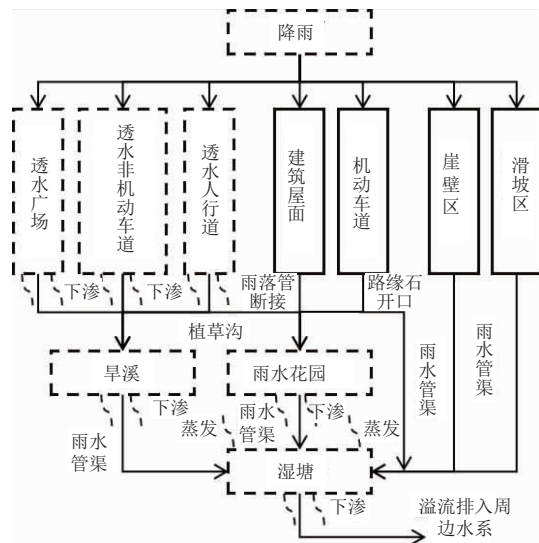 降雨
透水广场
透水非机动车道
透水人行道
建筑屋面
机动车道
崖壁区
滑坡区
下渗
下渗
雨落管
断接
路缘石
开口
植草沟
雨水管渠
雨水管渠
旱溪
雨水花园
下渗
雨水
管渠
下渗
雨水
管渠
蒸发
蒸发
湿塘
下渗
溢流排入周
边水系